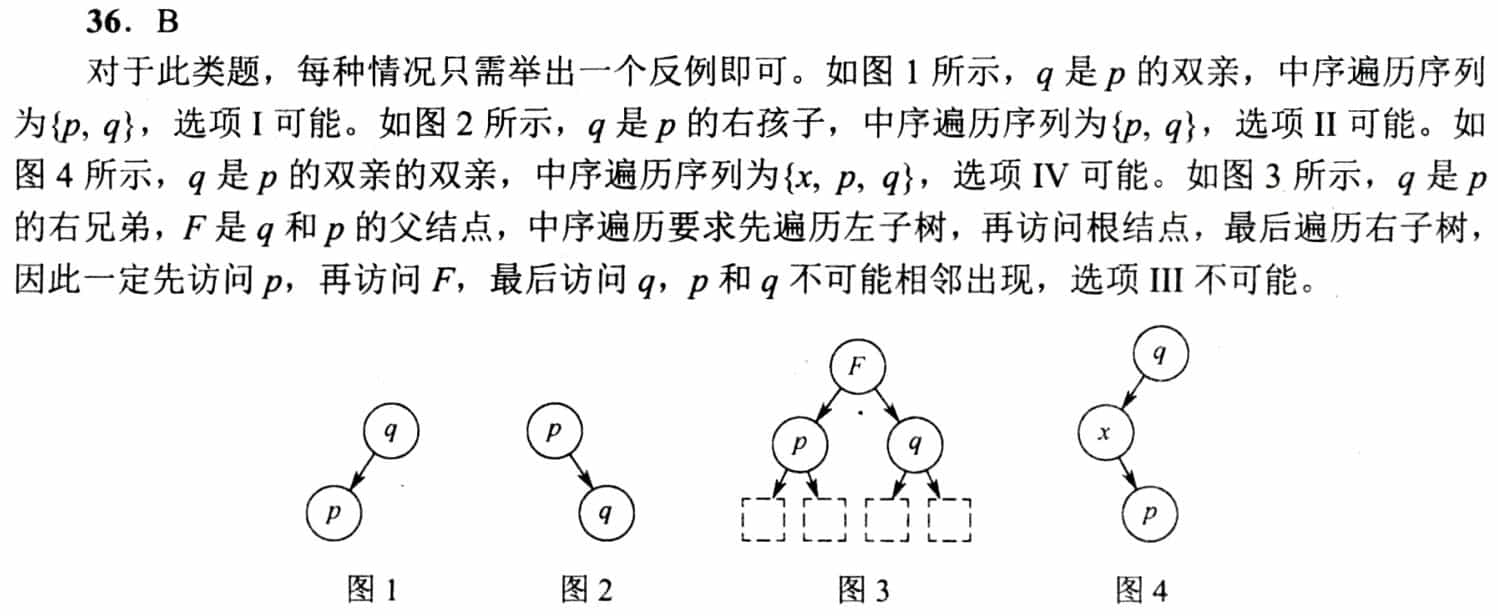 36. B
对于此类题，每种情况只需举出一个反例即可。如图 1 所示，q 是 p 的双亲，中序遍历序列
为{p, q}，选项 I 可能。如图 2 所示，q 是 p 的右孩子，中序遍历序列为{p, q}，选项 II 可能。如
图 4 所示，q 是 p 的双亲的双亲，中序遍历序列为{x, p, q}，选项 IV 可能。如图 3 所示，q 是 p
的右兄弟，F 是 q 和 p 的父结点，中序遍历要求先遍历左子树，再访问根结点，最后遍历右子树，
因此一定先访问 p，再访问 F，最后访问 q，p 和 q 不可能相邻出现，选项 III 不可能。
q
p
图 1
p
q
图 2
F
p
q
图 3
q
x
p
图 4